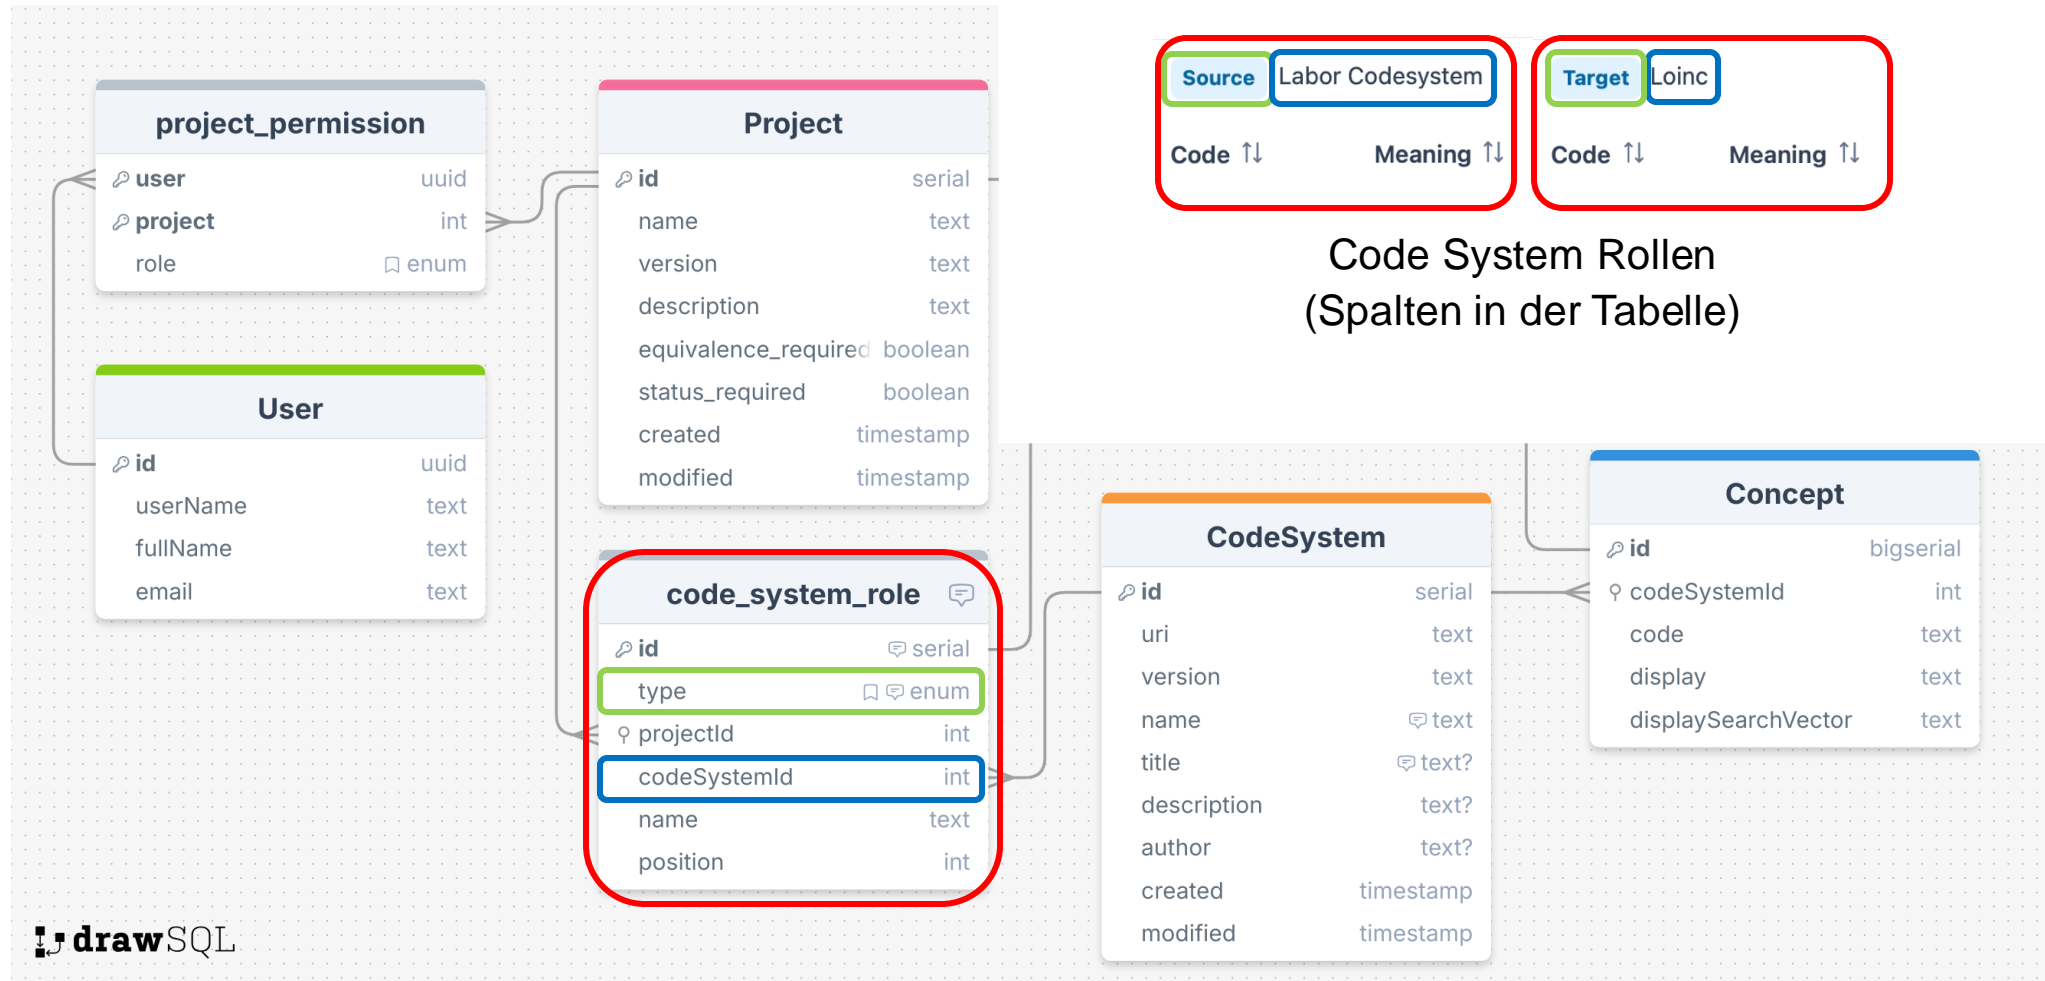 project_permission
user uuid
project int
role enum
User
id uuid
userName text
fullName text
email text
Project
id serial
name text
version text
description text
equivalence_required boolean
status_required boolean
created timestamp
modified timestamp
code_system_role
id serial
type enum
projectId int
codeSystemId int
name text
position int
Source Labor Codesystem
Code Meaning
Target Loinc
Code Meaning
Code System Rollen
(Spalten in der Tabelle)
CodeSystem
id serial
uri text
version text
name text
title text?
description text?
author text?
created timestamp
modified timestamp
Concept
id bigserial
codeSystemId int
code text
display text
displaySearchVector text
drawSQL